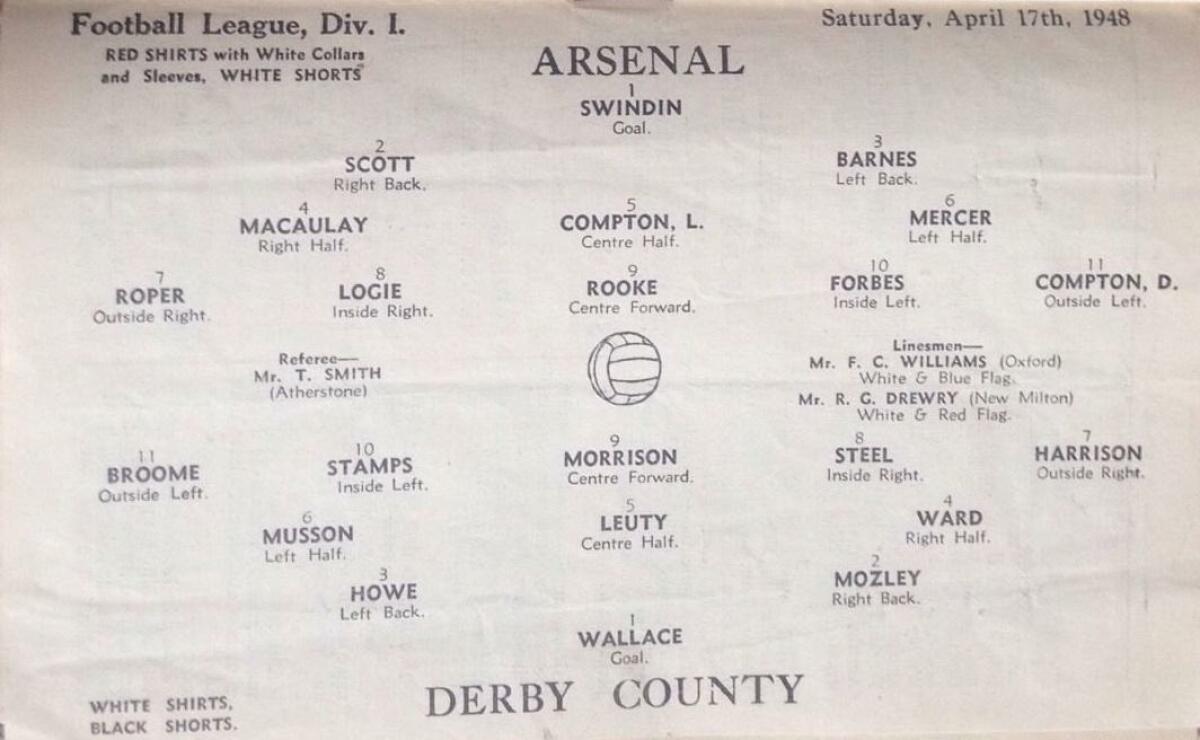 Football League, Div. I.
Saturday, April 17th, 1948
RED SHIRTS with White Collars
and Sleeves, WHITE SHORTS
ARSENAL
1
SWINDIN
Goal.
2
SCOTT
Right Back.
3
BARNES
Left Back.
4
MACAULAY
Right Half.
5
COMPTON, L.
Centre Half.
6
MERCER
Left Half.
7
ROPER
Outside Right.
8
LOGIE
Inside Right.
9
ROOKE
Centre Forward.
10
FORBES
Inside Left.
11
COMPTON, D.
Outside Left.
Referee—
Mr. T. SMITH
(Atherstone)
Linesmen—
Mr. F. C. WILLIAMS (Oxford)
White & Blue Flag.
Mr. R. G. DREWRY (New Milton)
White & Red Flag.
11
BROOME
Outside Left.
10
STAMPS
Inside Left.
9
MORRISON
Centre Forward.
8
STEEL
Inside Right.
7
HARRISON
Outside Right.
6
MUSSON
Left Half.
5
LEUTY
Centre Half.
4
WARD
Right Half.
3
HOWE
Left Back.
2
MOZLEY
Right Back.
1
WALLACE
Goal.
WHITE SHIRTS,
BLACK SHORTS.
DERBY COUNTY